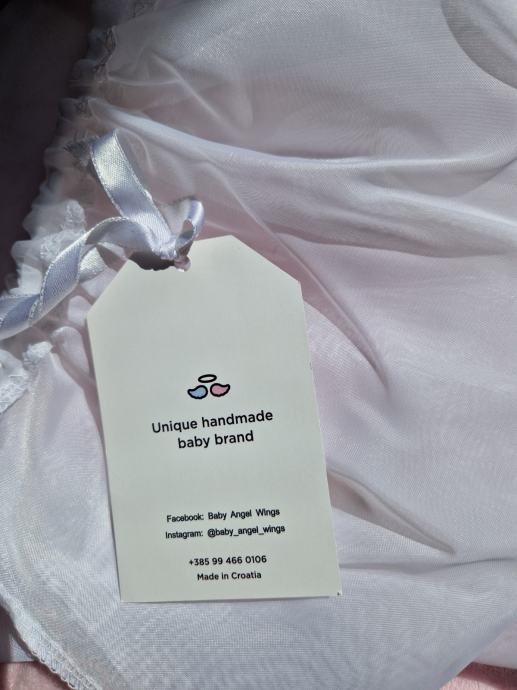 Unique handmade
baby brand
Facebook: Baby Angel Wings
Instagram: @baby_angel_wings
+385 99 466 0106
Made in Croatia